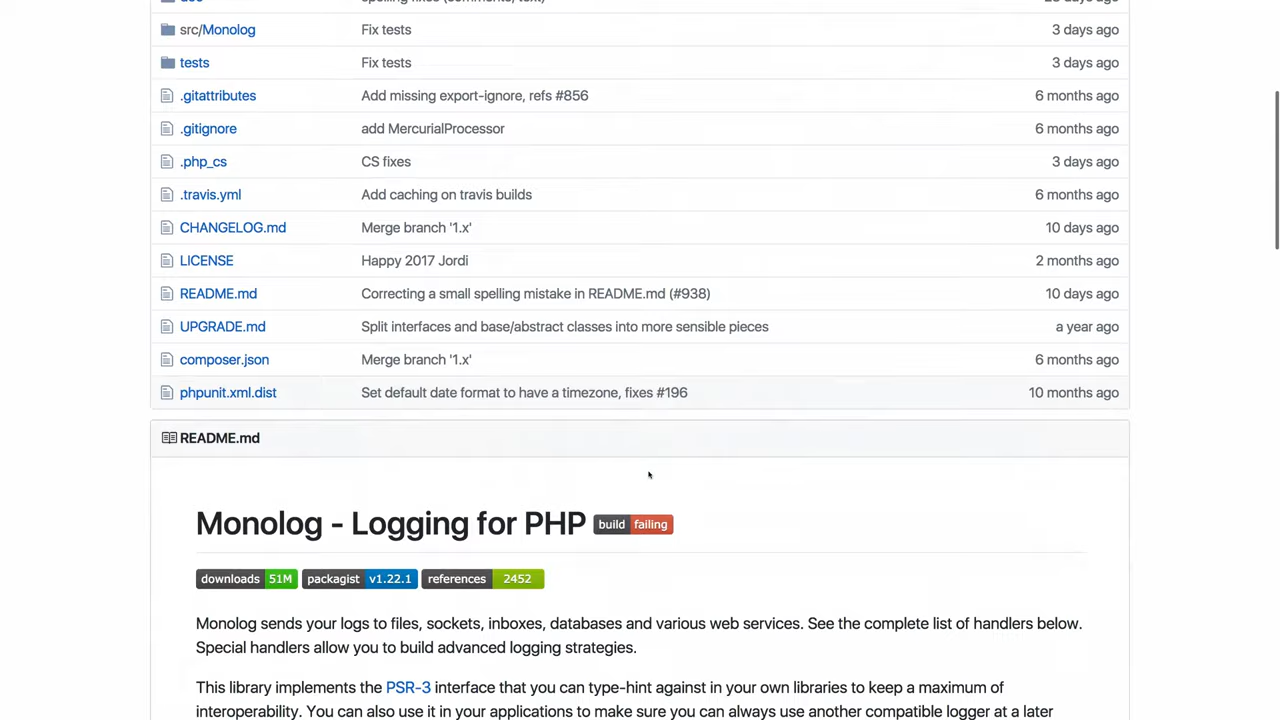 src/Monolog Fix tests 3 days ago
tests Fix tests 3 days ago
.gitattributes Add missing export-ignore, refs #856 6 months ago
.gitignore add MercurialProcessor 6 months ago
.php_cs CS fixes 3 days ago
.travis.yml Add caching on travis builds 6 months ago
CHANGELOG.md Merge branch '1.x' 10 days ago
LICENSE Happy 2017 Jordi 2 months ago
README.md Correcting a small spelling mistake in README.md (#938) 10 days ago
UPGRADE.md Split interfaces and base/abstract classes into more sensible pieces a year ago
composer.json Merge branch '1.x' 6 months ago
phpunit.xml.dist Set default date format to have a timezone, fixes #196 10 months ago
README.md
Monolog - Logging for PHP build failing
downloads 51M packagist v1.22.1 references 2452
Monolog sends your logs to files, sockets, inboxes, databases and various web services. See the complete list of handlers below.
Special handlers allow you to build advanced logging strategies.
This library implements the PSR-3 interface that you can type-hint against in your own libraries to keep a maximum of
interoperability. You can also use it in your applications to make sure you can always use another compatible logger at a later